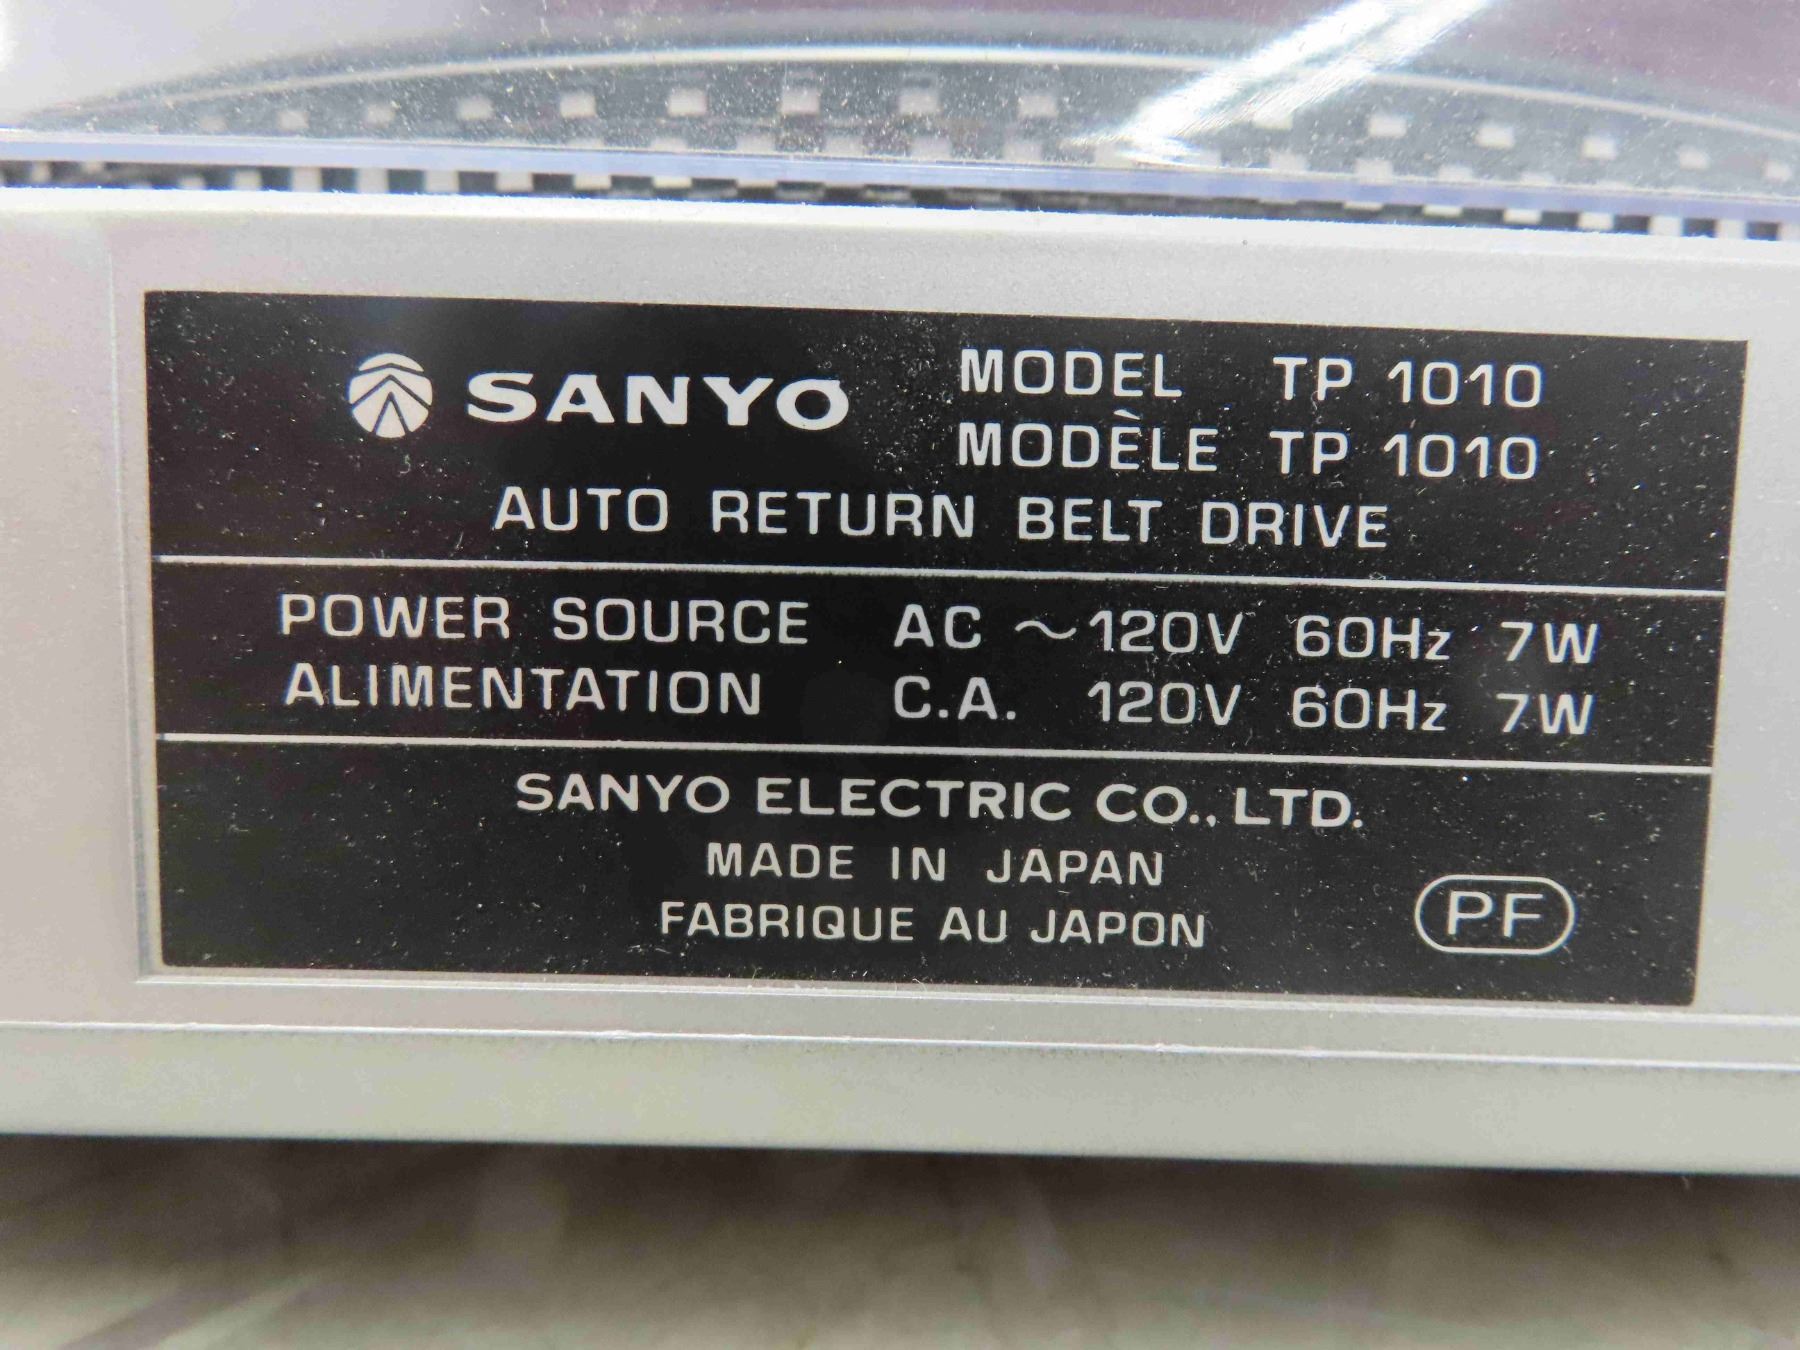 SANYO MODEL TP 1010
MODÈLE TP 1010
AUTO RETURN BELT DRIVE
POWER SOURCE AC ~120V 60Hz 7W
ALIMENTATION C.A. 120V 60Hz 7W
SANYO ELECTRIC CO., LTD.
MADE IN JAPAN
FABRIQUE AU JAPON
PF